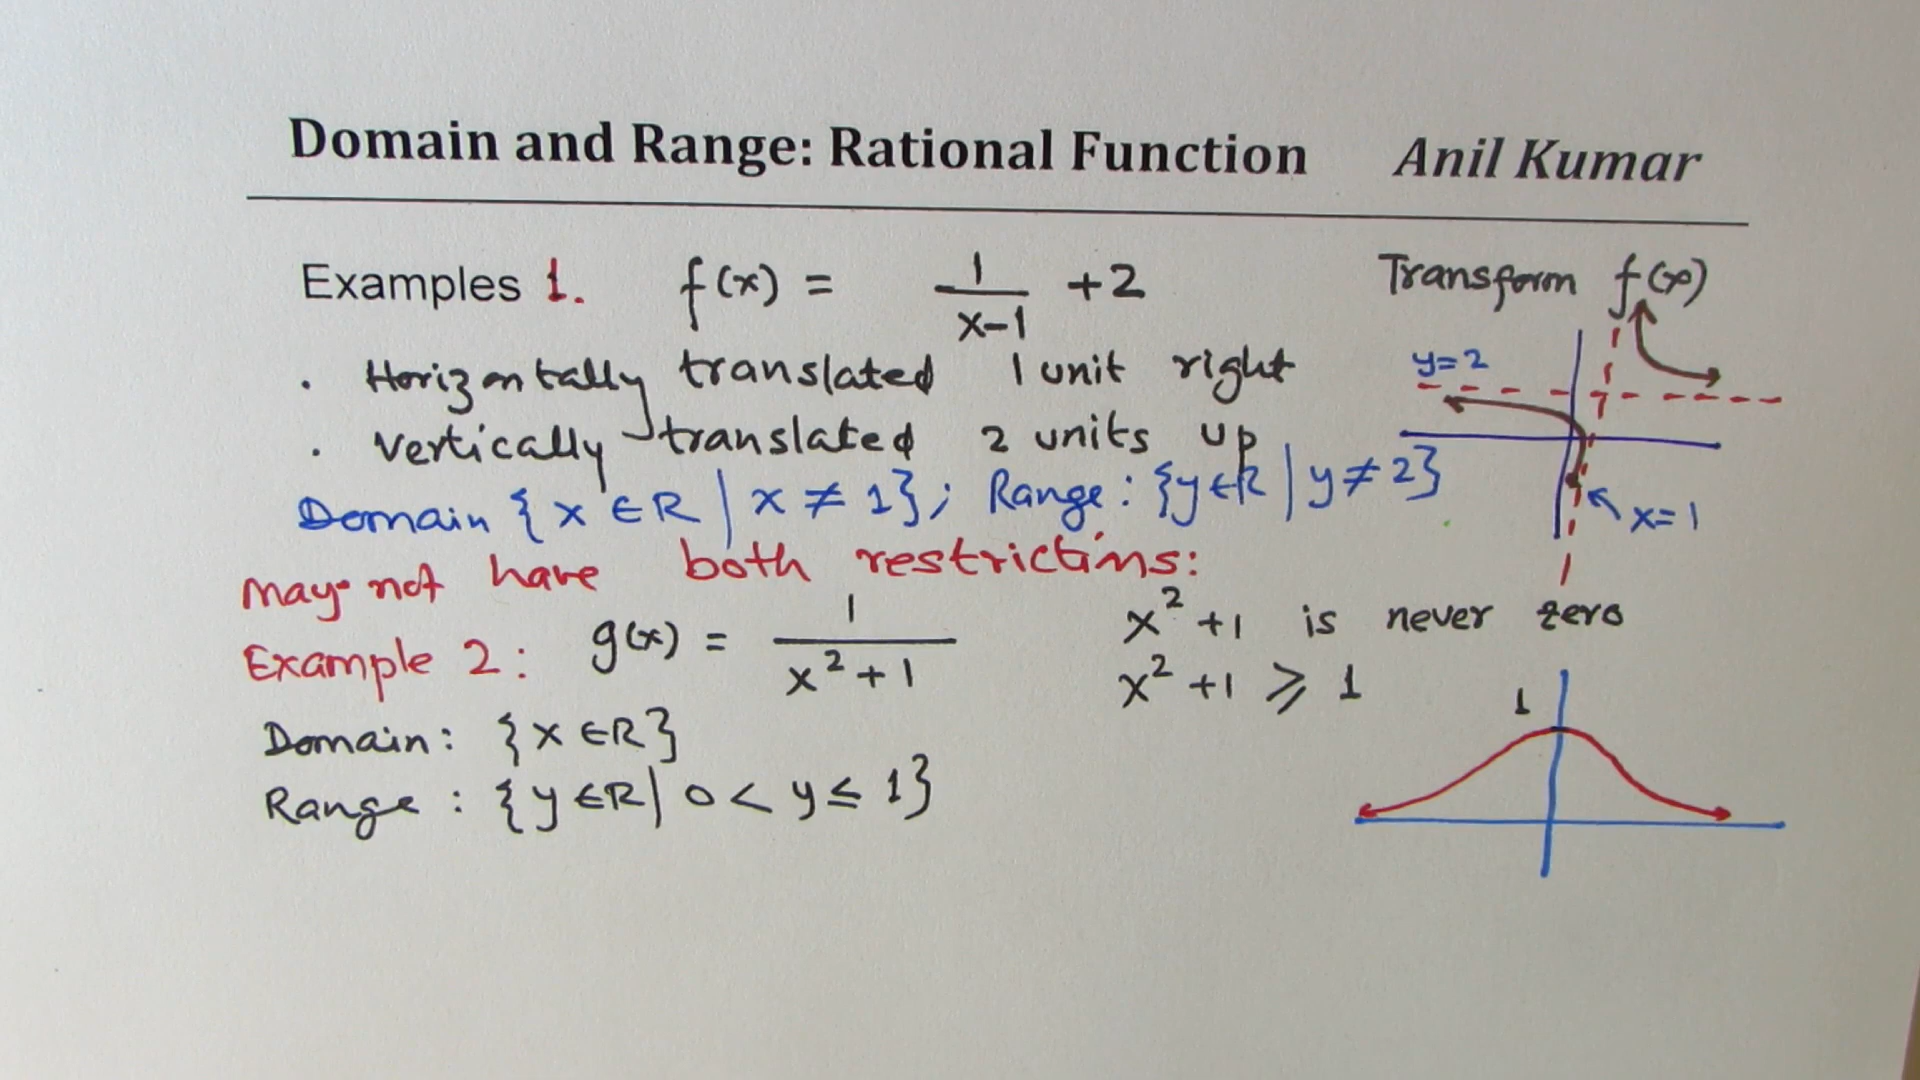 Domain and Range: Rational Function Anil Kumar
Examples 1. f(x) = 1/(x-1) +2 Transform f(x)
. Horizontally translated 1 unit right
y=2
. vertically translated 2 units up
Domain { x ∈R | x ≠ 1}; Range: {y∈R | y≠2}
x=1
may not have both restrictions:
Example 2: g(x) = 1/(x²+1) x²+1 is never zero
x²+1 ⩾ 1
1
Domain: {x ∈R}
Range: {y ∈R| 0 < y ≤ 1}